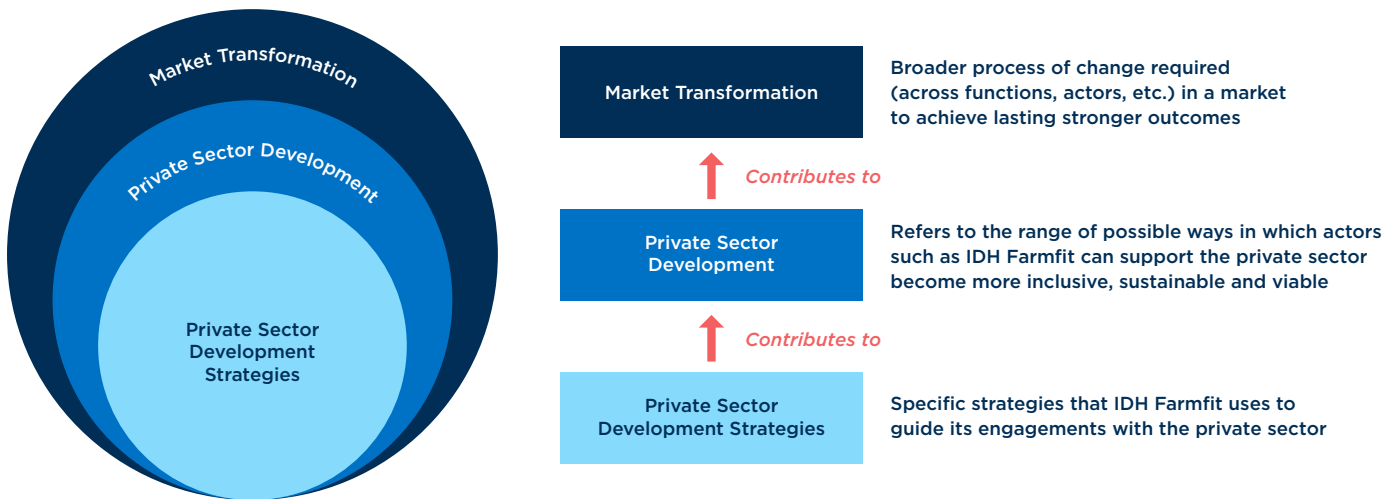 Market Transformation
Private Sector Development
Private Sector
Development
Strategies
Market Transformation
Broader process of change required
(across functions, actors, etc.) in a market
to achieve lasting stronger outcomes
Contributes to
Private Sector
Development
Refers to the range of possible ways in which actors
such as IDH Farmfit can support the private sector
become more inclusive, sustainable and viable
Contributes to
Private Sector
Development Strategies
Specific strategies that IDH Farmfit uses to
guide its engagements with the private sector